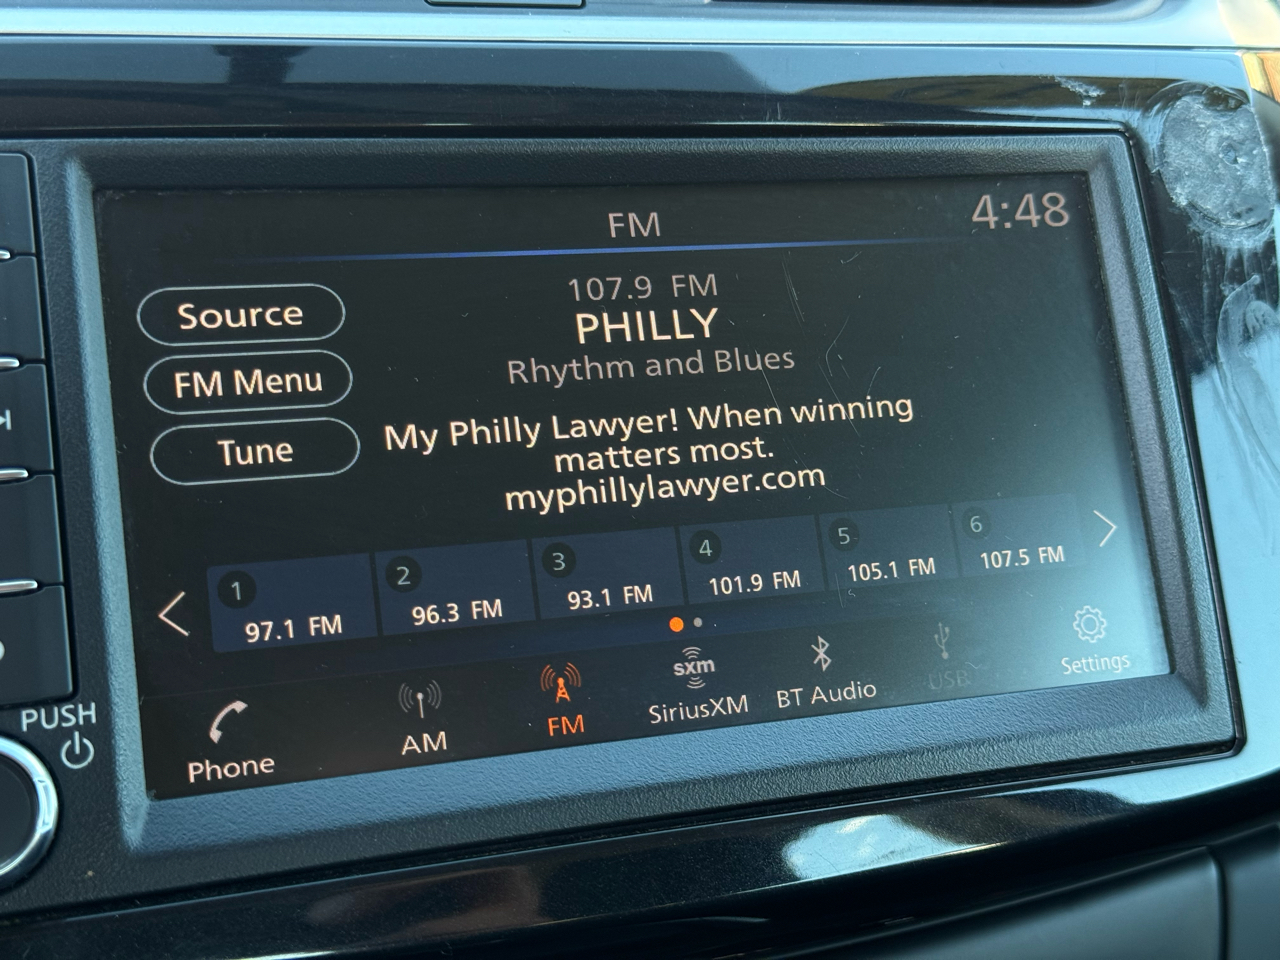 FM
4:48
107.9 FM
PHILLY
Rhythm and Blues
Source
FM Menu
Tune
My Philly Lawyer! When winning
matters most.
myphillylawyer.com
1
97.1 FM
2
96.3 FM
3
93.1 FM
4
101.9 FM
5
105.1 FM
6
107.5 FM
Phone
AM
FM
sxm
SiriusXM
BT Audio
USB
Settings
PUSH